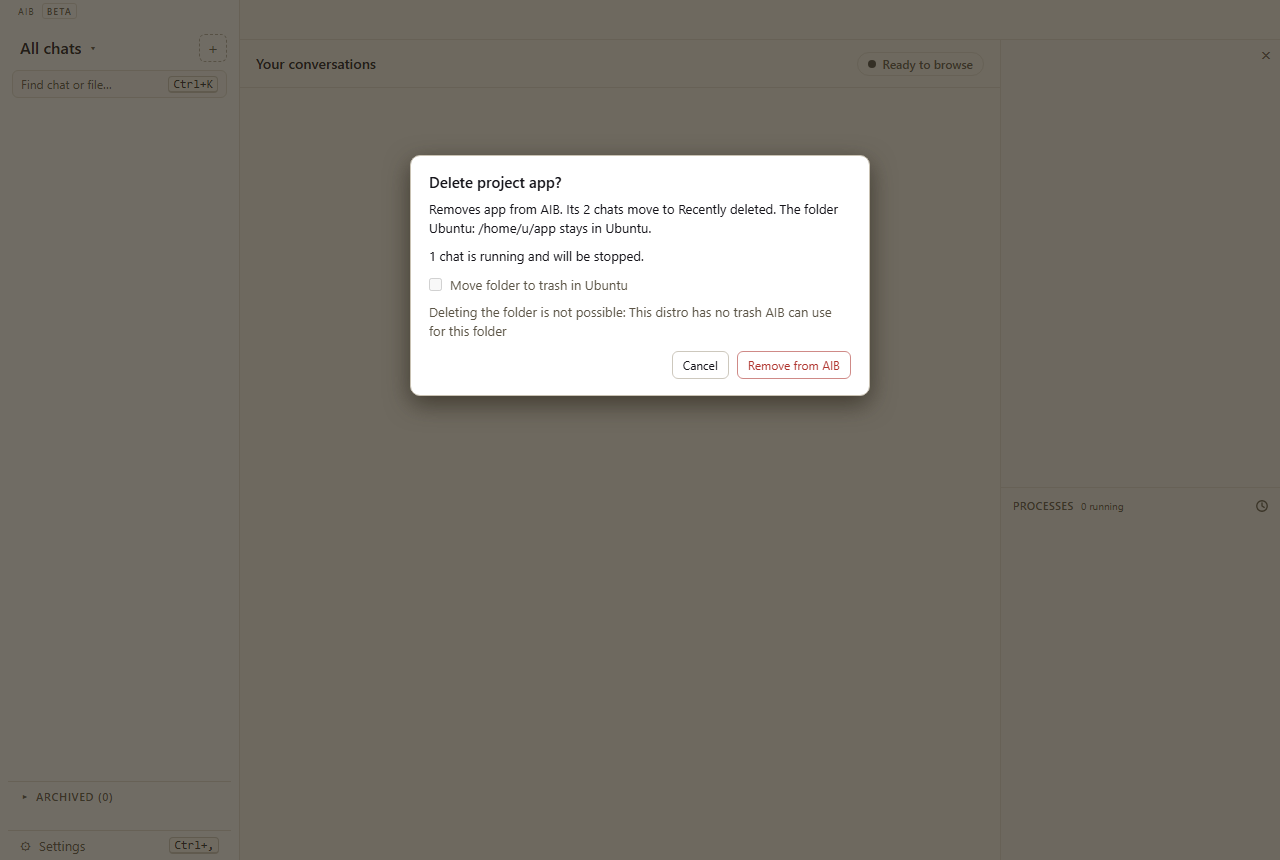 AIB BETA
All chats
+
Find chat or file... Ctrl+K
Your conversations
Ready to browse
Delete project app?
Removes app from AIB. Its 2 chats move to Recently deleted. The folder
Ubuntu: /home/u/app stays in Ubuntu.
1 chat is running and will be stopped.
Move folder to trash in Ubuntu
Deleting the folder is not possible: This distro has no trash AIB can use
for this folder
Cancel
Remove from AIB
PROCESSES 0 running
ARCHIVED (0)
Settings Ctrl+,